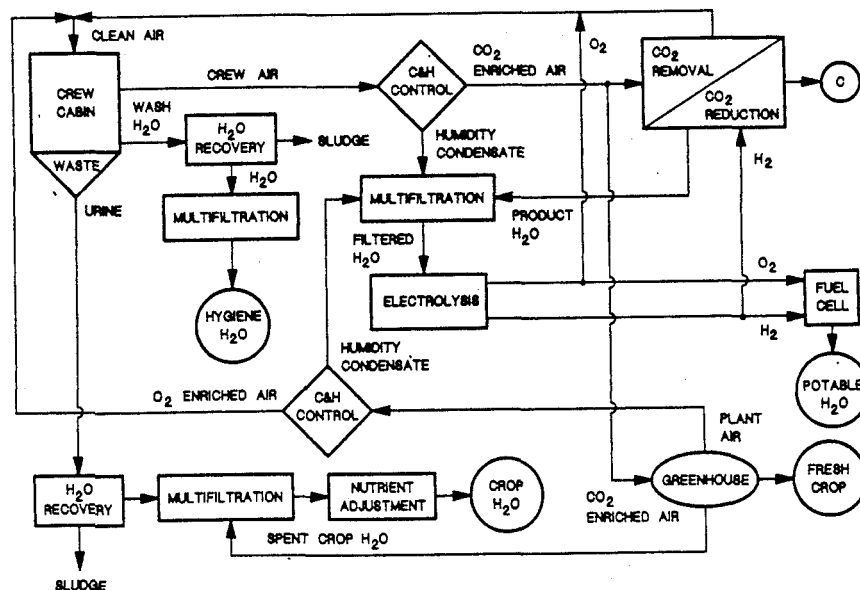 CLEAN AIR
CREW
CABIN
WASTE
URINE
CREW AIR
WASH
H₂O
H₂O
RECOVERY
SLUDGE
H₂O
MULTIFILTRATION
HYGIENE
H₂O
C&H
CONTROL
CO₂
ENRICHED AIR
HUMIDITY
CONDENSATE
MULTIFILTRATION
FILTERED
H₂O
PRODUCT
H₂O
ELECTROLYSIS
O₂
CO₂
REMOVAL
CO₂
REDUCTION
C
H₂
O₂
H₂
FUEL
CELL
POTABLE
H₂O
HUMIDITY
CONDENSATE
O₂ ENRICHED AIR
C&H
CONTROL
PLANT
AIR
GREENHOUSE
FRESH
CROP
CO₂
ENRICHED AIR
H₂O
RECOVERY
SLUDGE
MULTIFILTRATION
NUTRIENT
ADJUSTMENT
CROP
H₂O
SPENT CROP H₂O